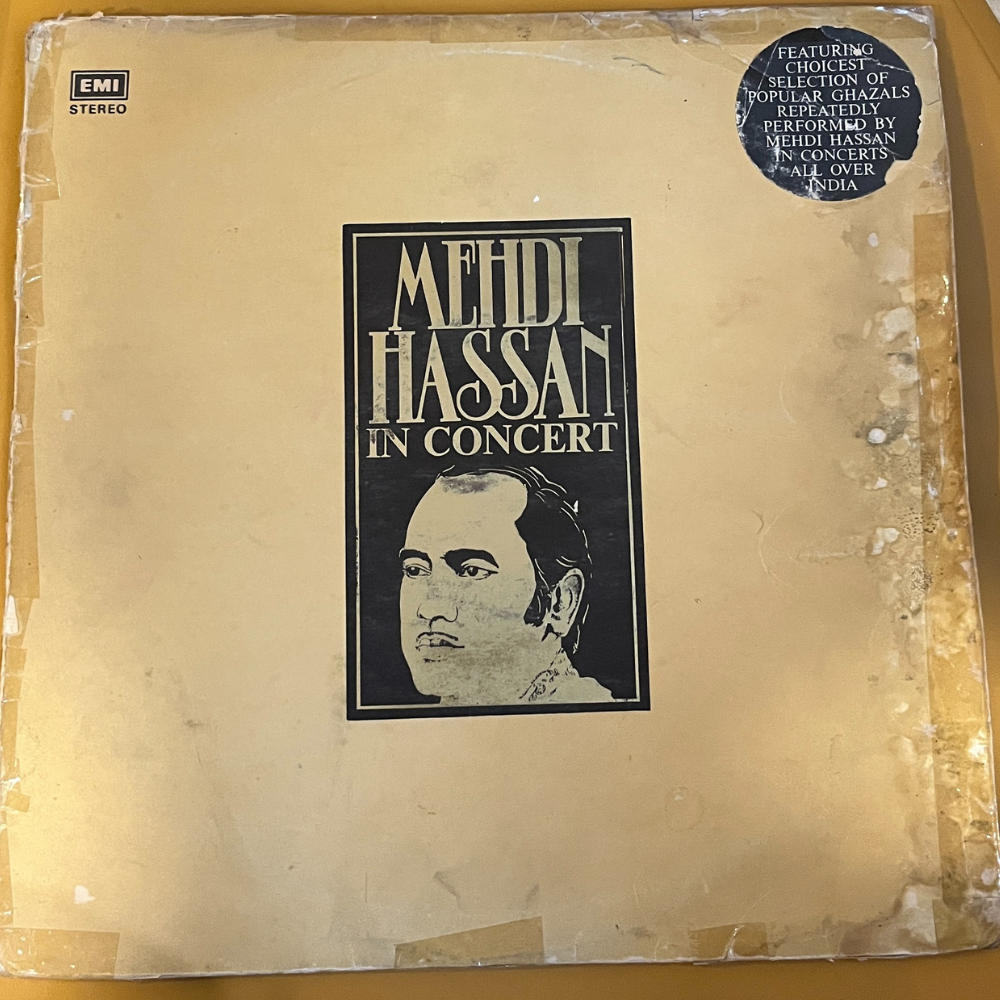 EMI
STEREO
FEATURING
CHOICEST
SELECTION OF
POPULAR GHAZALS
REPEATEDLY
PERFORMED BY
MEHDI HASSAN
IN CONCERTS
ALL OVER
INDIA
MEHDI
HASSAN
IN CONCERT